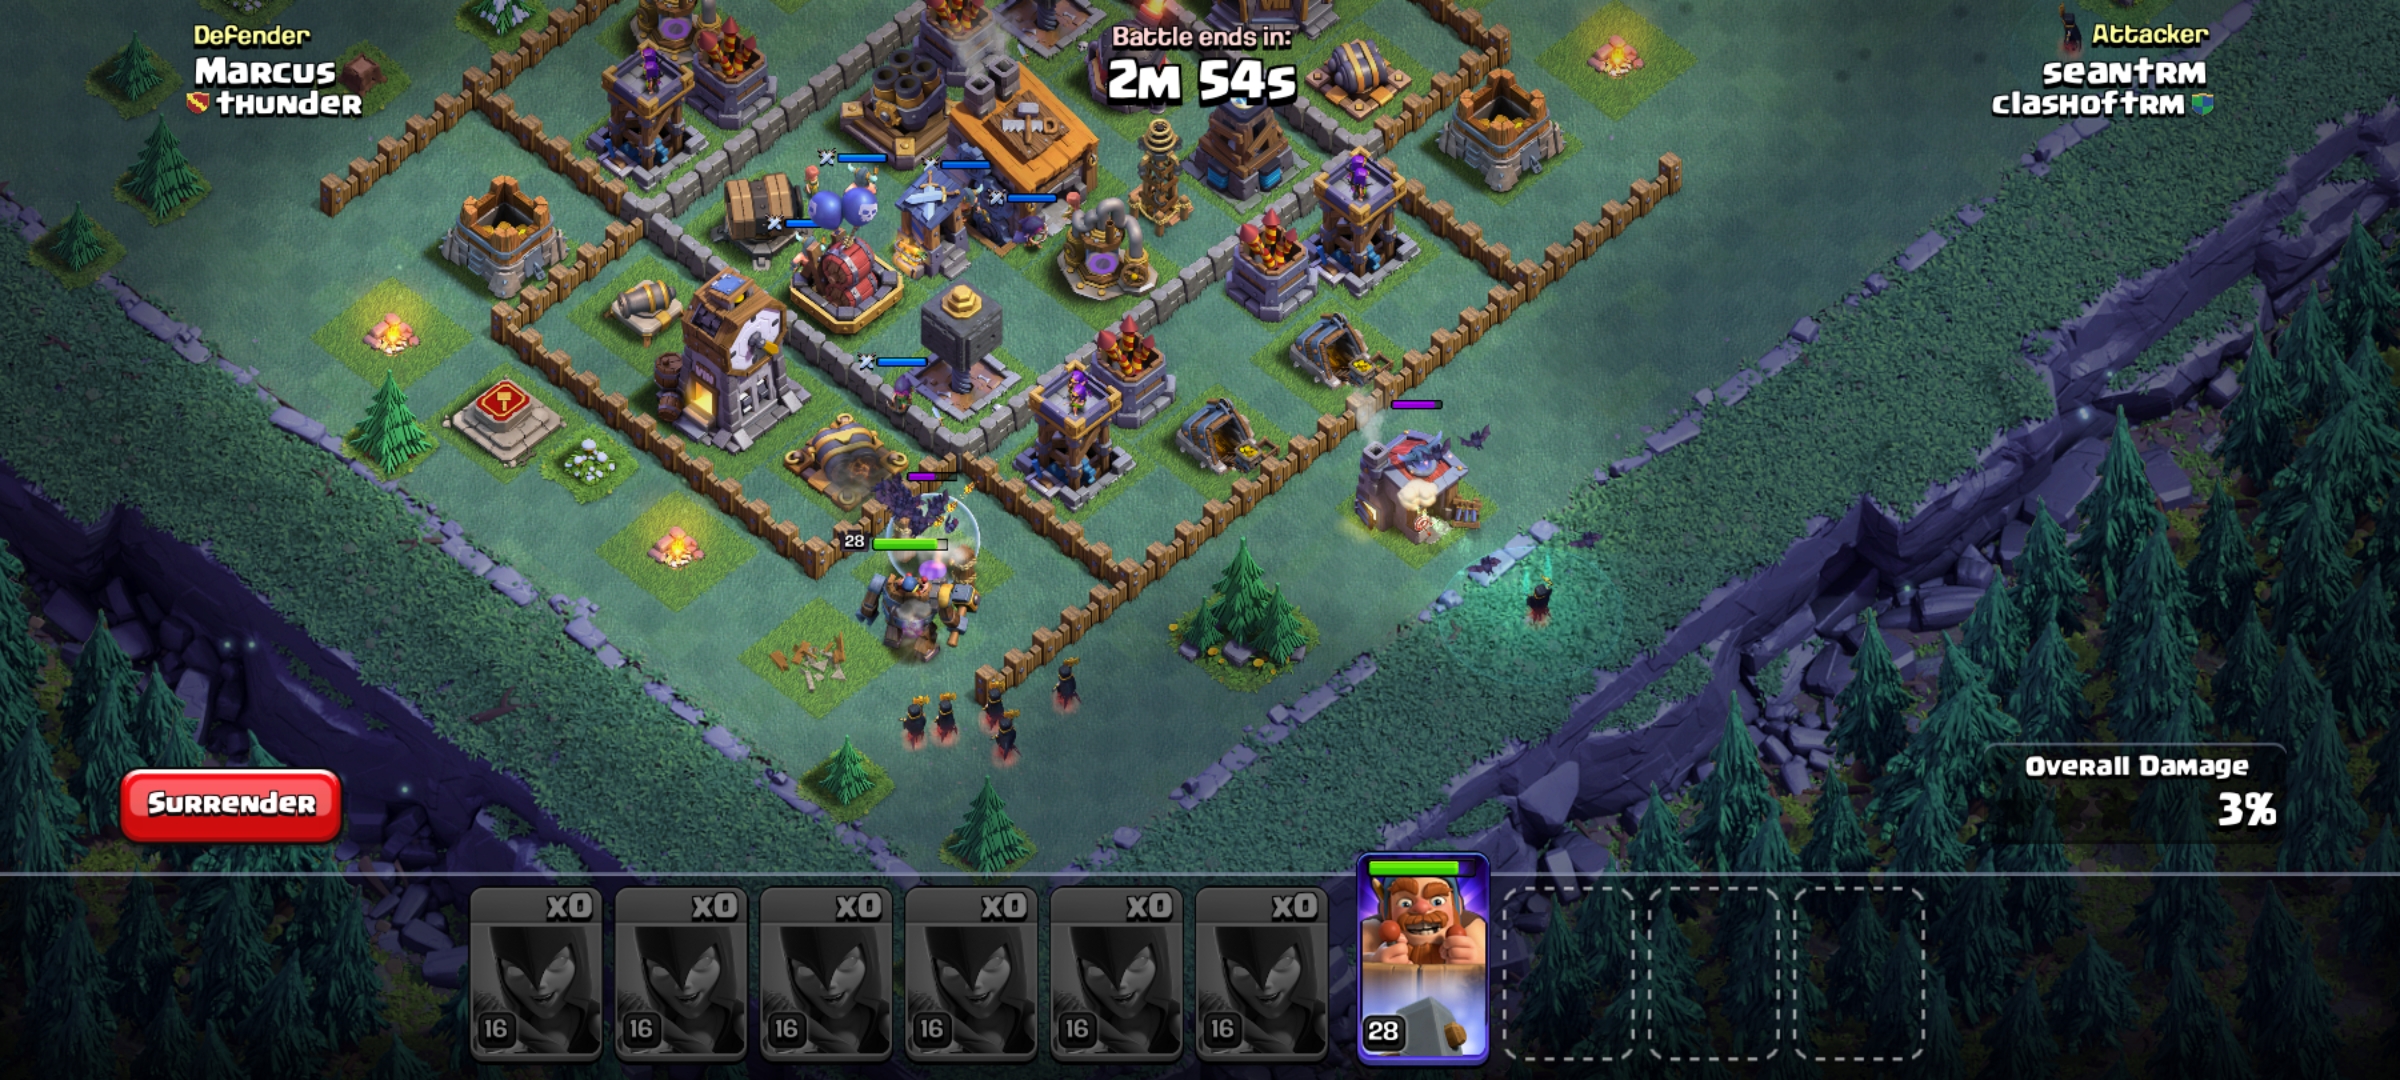 Defender
Marcus
thunder
Battle ends in:
2m 54s
Attacker
seantrm
clashoftrm
28
Surrender
Overall Damage
3%
x0 x0 x0 x0 x0 x0
16 16 16 16 16 16 28